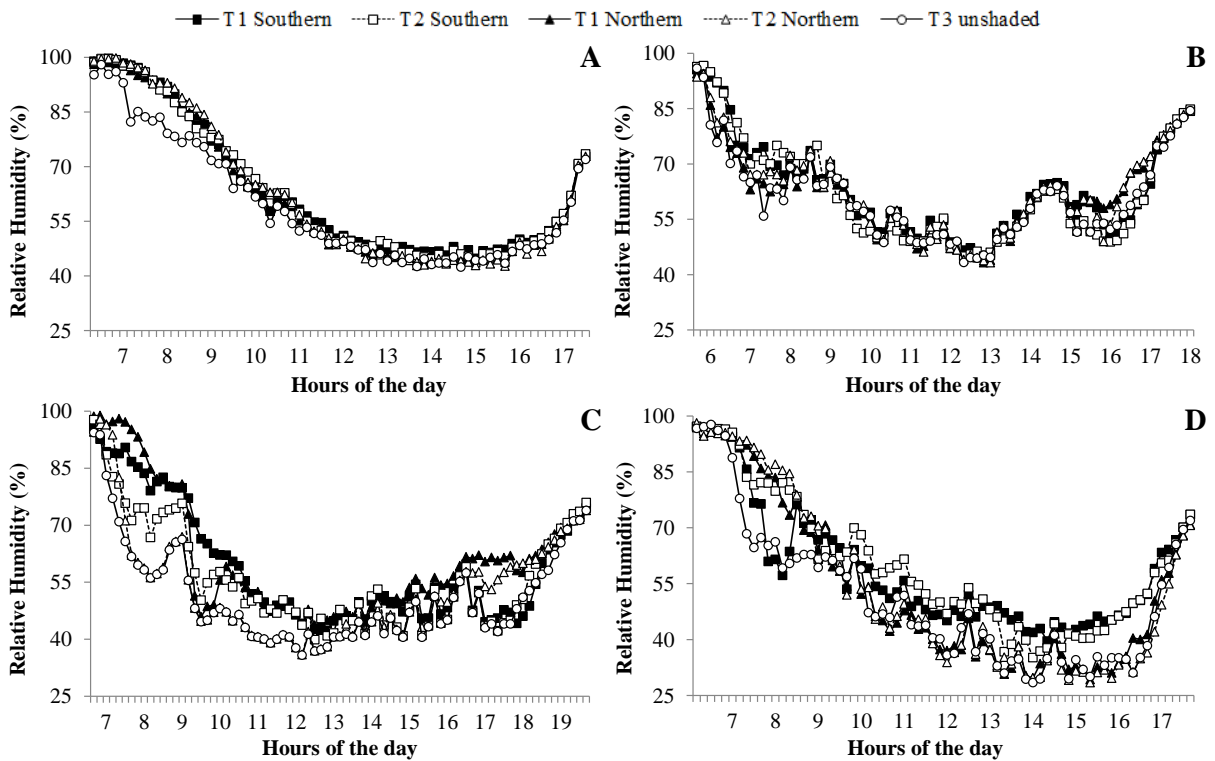 T1 Southern T2 Southern T1 Northern T2 Northern T3 unshaded
A
100
85
70
55
40
25
Relative Humidity (%)
7 8 9 10 11 12 13 14 15 16 17
Hours of the day
B
100
85
70
55
40
25
Relative Humidity (%)
6 7 8 9 10 11 12 13 14 15 16 17 18
Hours of the day
C
100
85
70
55
40
25
Relative Humidity (%)
7 8 9 10 11 12 13 14 15 16 17 18 19
Hours of the day
D
100
85
70
55
40
25
Relative Humidity (%)
7 8 9 10 11 12 13 14 15 16 17
Hours of the day